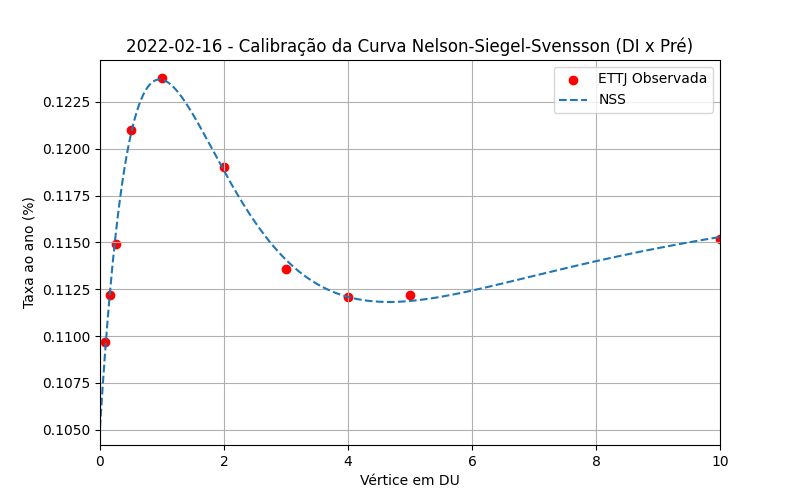 2022-02-16 - Calibração da Curva Nelson-Siegel-Svensson (DI x Pré)
ETTJ Observada
NSS
Taxa ao ano (%)
0.1225
0.1200
0.1175
0.1150
0.1125
0.1100
0.1075
0.1050
0 2 4 6 8 10
Vértice em DU